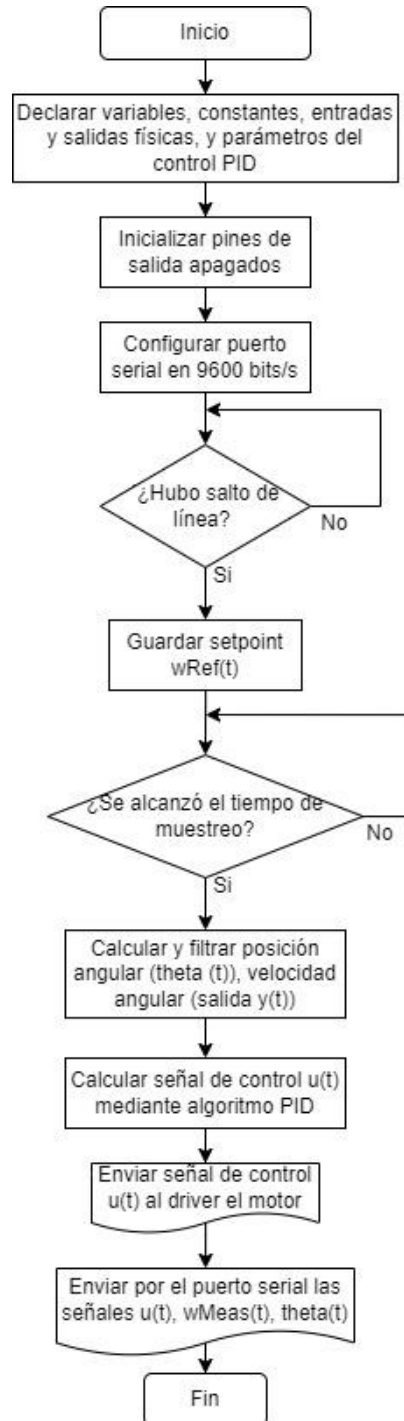 Inicio
Declarar variables, constantes, entradas
y salidas físicas, y parámetros del
control PID
Inicializar pines de
salida apagados
Configurar puerto
serial en 9600 bits/s
¿Hubo salto de
línea?
No
Si
Guardar setpoint
wRef(t)
¿Se alcanzó el tiempo de
muestreo?
No
Si
Calcular y filtrar posición
angular (theta (t)), velocidad
angular (salida y(t))
Calcular señal de control u(t)
mediante algoritmo PID
Enviar señal de control
u(t) al driver el motor
Enviar por el puerto serial las
señales u(t), wMeas(t), theta(t)
Fin